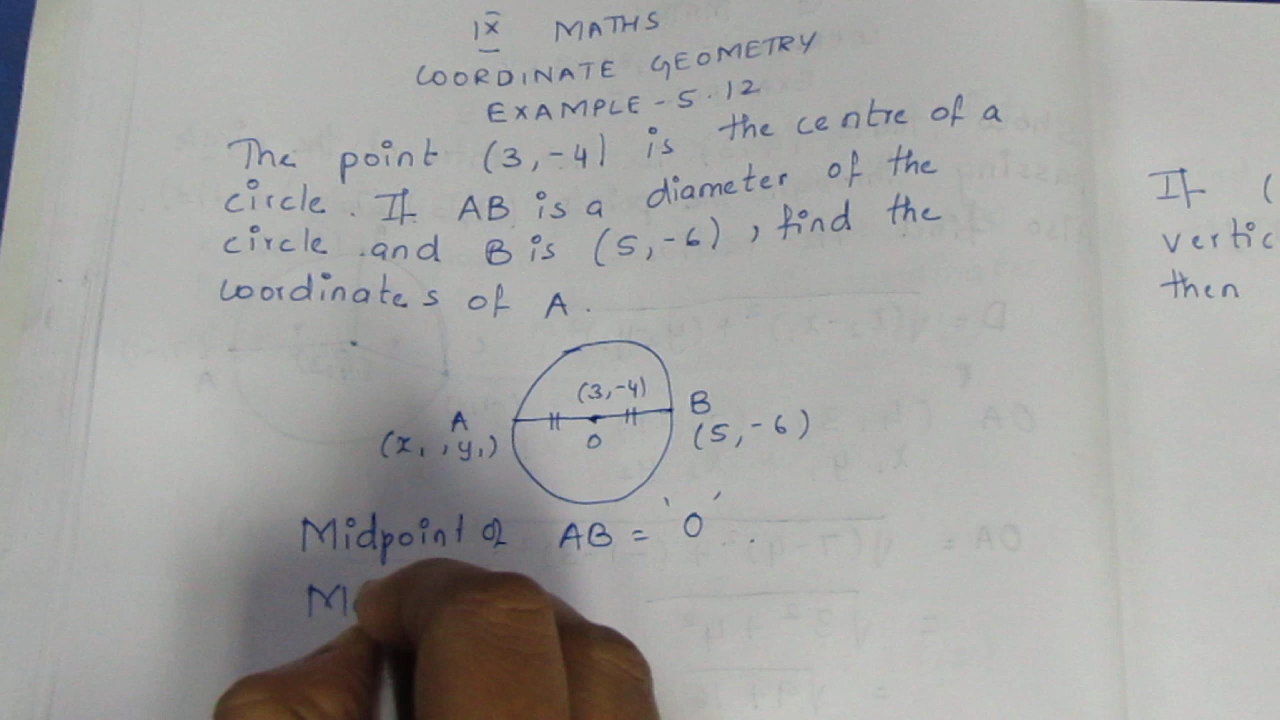 IX MATHS
COORDINATE GEOMETRY
EXAMPLE - 5.12
The point (3,-4) is the centre of a
circle. If AB is a diameter of the
circle and B is (5,-6), find the
coordinates of A.
(3,-4)
A
B
(x₁, y₁)
O
(5,-6)
Midpoint of AB = 'O'.
M
If (
vertic
then